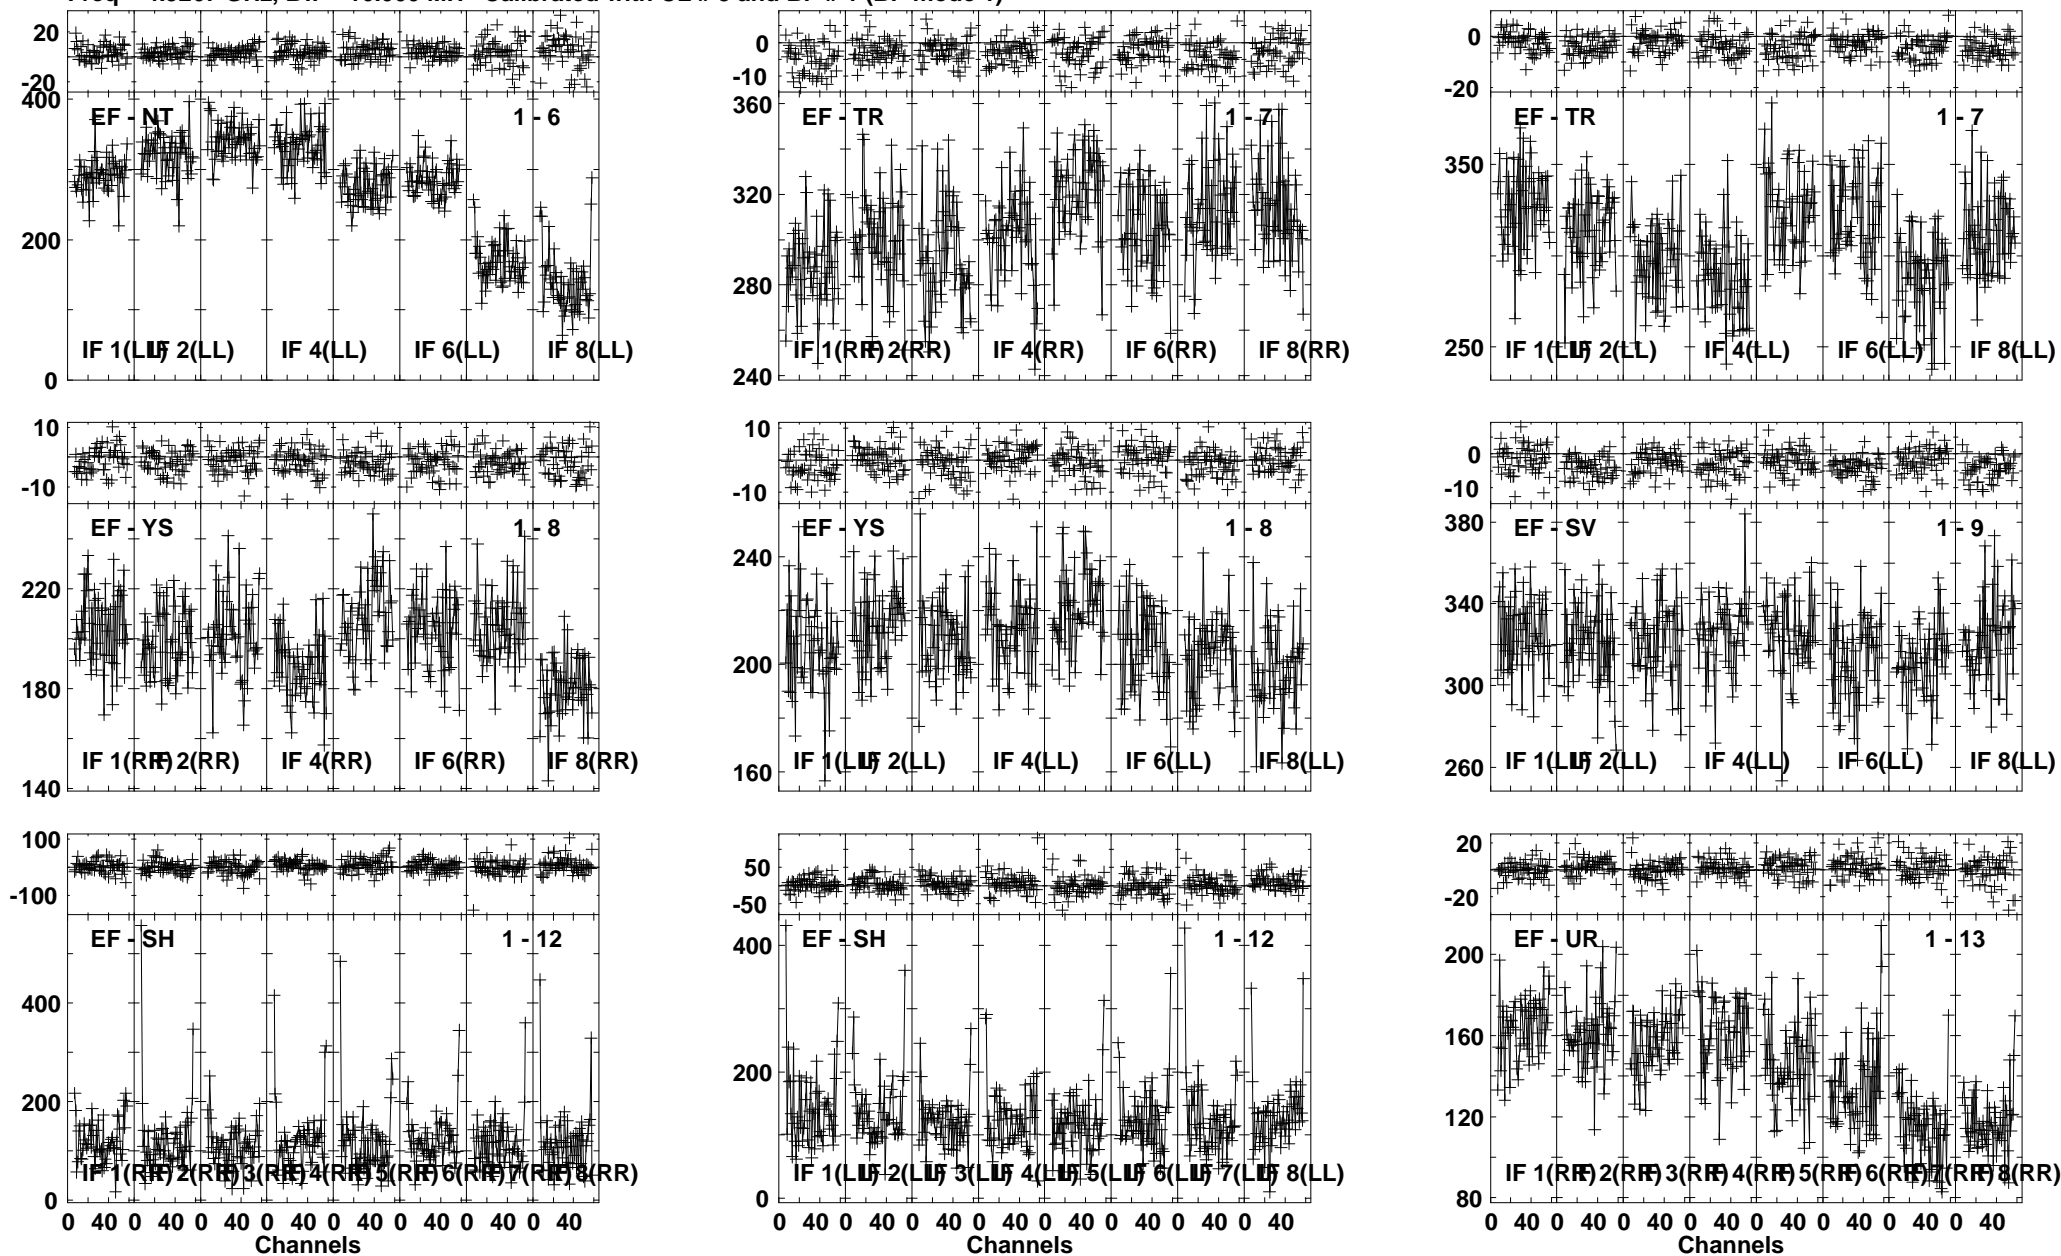 20
-20
400
EF - NT
1 - 6
200
IF 1(LL)
IF 2(LL)
IF 4(LL)
IF 6(LL)
IF 8(LL)
0
0
-10
360
EF - TR
1 - 7
320
280
IF 1(RR)
IF 2(RR)
IF 4(RR)
IF 6(RR)
IF 8(RR)
240
0
-20
EF - TR
1 - 7
350
250
IF 1(LL)
IF 2(LL)
IF 4(LL)
IF 6(LL)
IF 8(LL)
10
-10
EF - YS
1 - 8
220
180
IF 1(RR)
IF 2(RR)
IF 4(RR)
IF 6(RR)
IF 8(RR)
140
10
-10
EF - YS
1 - 8
240
200
IF 1(LL)
IF 2(LL)
IF 4(LL)
IF 6(LL)
IF 8(LL)
160
0
-10
380
EF - SV
1 - 9
340
300
IF 1(LL)
IF 2(LL)
IF 4(LL)
IF 6(LL)
IF 8(LL)
260
100
-100
EF - SH
1 - 12
400
200
IF 1(RR)
IF 2(RR)
IF 3(RR)
IF 4(RR)
IF 5(RR)
IF 6(RR)
IF 7(RR)
IF 8(RR)
0
0 40 0 40 0 40 0 40 0 40 0 40 0 40 0 40
Channels
50
-50
EF - SH
1 - 12
400
200
IF 1(LL)
IF 2(LL)
IF 3(LL)
IF 4(LL)
IF 5(LL)
IF 6(LL)
IF 7(LL)
IF 8(LL)
0
0 40 0 40 0 40 0 40 0 40 0 40 0 40 0 40
Channels
20
-20
EF - UR
1 - 13
200
160
120
IF 1(RR)
IF 2(RR)
IF 3(RR)
IF 4(RR)
IF 5(RR)
IF 6(RR)
IF 7(RR)
IF 8(RR)
80
0 40 0 40 0 40 0 40 0 40 0 40 0 40 0 40
Channels